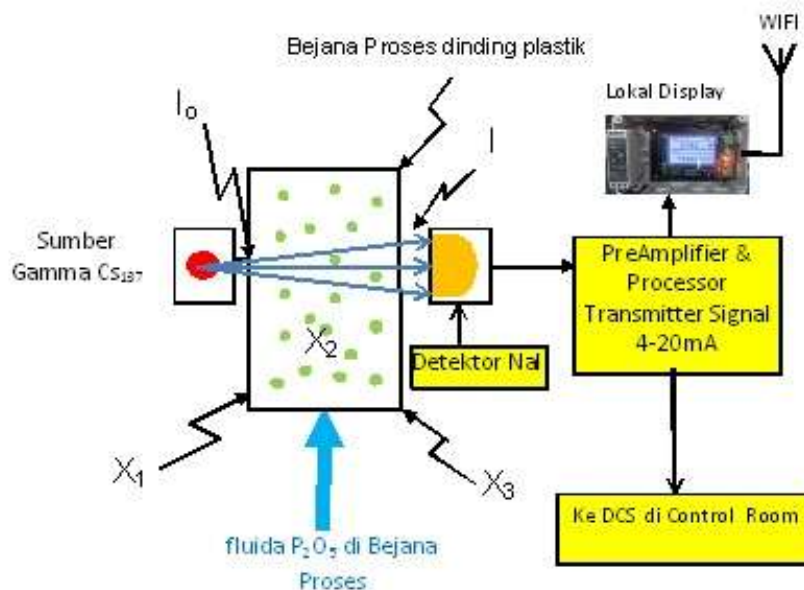 WIFI
Bejana Proses dinding plastik
Lokal Display
I₀
I
Sumber
Gamma Cs₁₃₇
X₂
PreAmplifier &
Processor
Transmitter Signal
4-20mA
Detektor NaI
X₁
X₃
fluida P₂O₅ di Bejana
Proses
Ke DCS di Control Room